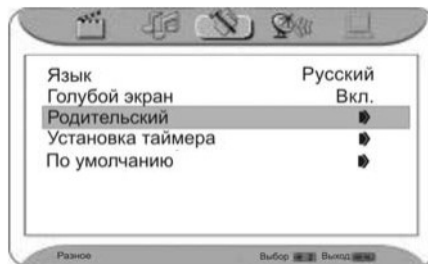 Язык Русский
Голубой экран Вкл.
Родительский
Установка таймера
По умолчанию
Разное Выбор Выход